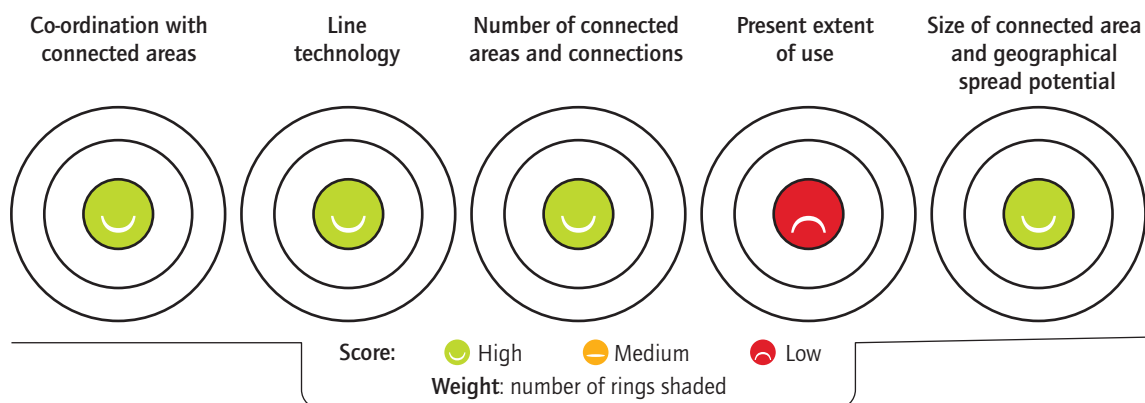 Co-ordination with
connected areas
Line
technology
Number of connected
areas and connections
Present extent
of use
Size of connected area
and geographical
spread potential
Score: High Medium Low
Weight: number of rings shaded